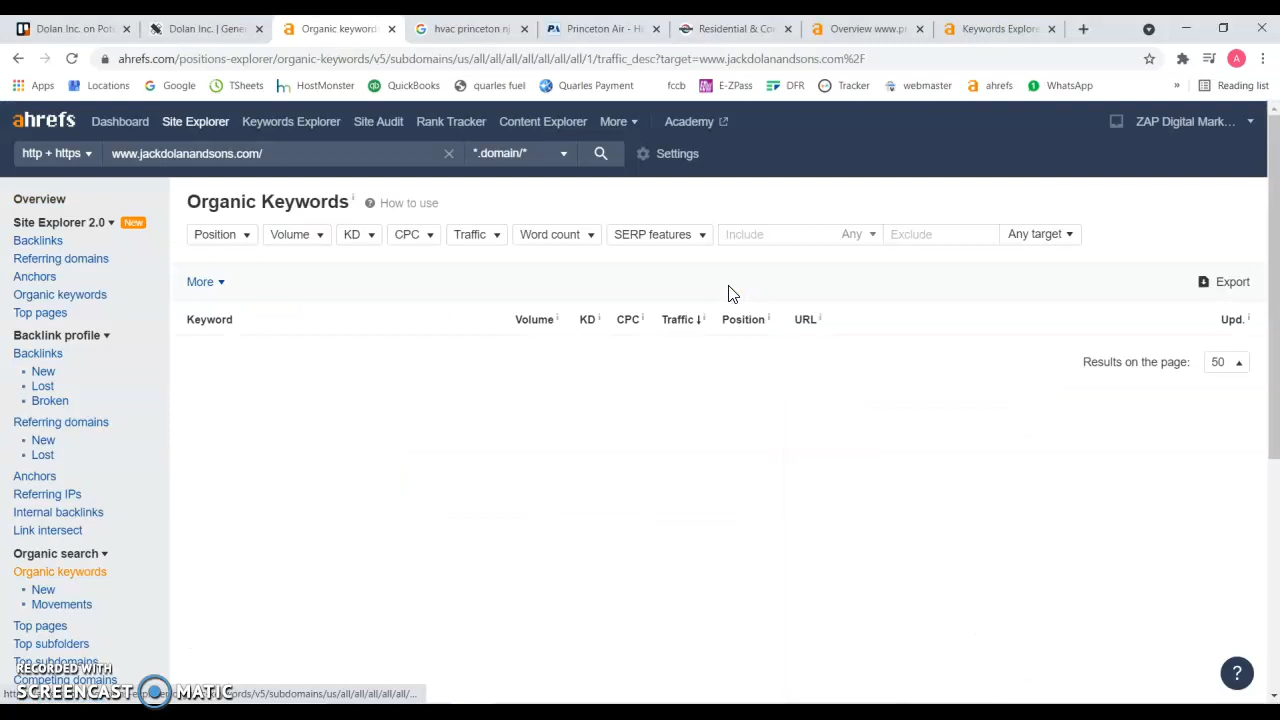 Dolan Inc. on Pote
Dolan Inc. | Gene
Organic keyword
hvac princeton nj
Princeton Air - H
Residential & Co
Overview www.p
Keywords Explore
ahrefs.com/positions-explorer/organic-keywords/v5/subdomains/us/all/all/all/all/all/all/all/1/traffic_desc?target=www.jackdolanandsons.com%2F
A
Apps
Locations
Google
TSheets
HostMonster
QuickBooks
quarles fuel
Quarles Payment
fccb
E-ZPass
DFR
Tracker
webmaster
ahrefs
WhatsApp
»
Reading list
ahrefs
Dashboard
Site Explorer
Keywords Explorer
Site Audit
Rank Tracker
Content Explorer
More
Academy
ZAP Digital Mark...
http + https
www.jackdolanandsons.com/
*.domain/*
Settings
Overview
Site Explorer 2.0
New
Backlinks
Referring domains
Anchors
Organic keywords
Top pages
Backlink profile
Backlinks
New
Lost
Broken
Referring domains
New
Lost
Anchors
Referring IPs
Internal backlinks
Link intersect
Organic search
Organic keywords
New
Movements
Top pages
Top subfolders
Top subdomains
Competing domains
Organic Keywords
How to use
Position
Volume
KD
CPC
Traffic
Word count
SERP features
Include
Any
Exclude
Any target
More
Export
Keyword
Volume
KD
CPC
Traffic
Position
URL
Upd.
Results on the page:
50
?
RECORDED WITH
SCREENCAST MATIC